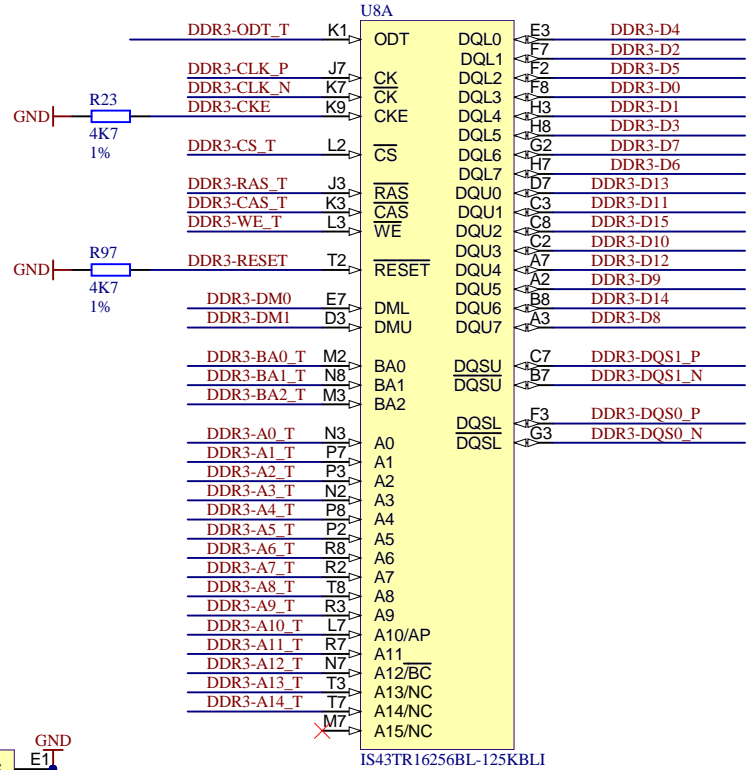 U8A
DDR3-ODT_T K1 ODT DQL0 E3 DDR3-D4
DQL1 F7 DDR3-D2
DDR3-CLK_P J7 CK DQL2 F2 DDR3-D5
DDR3-CLK_N K7 CK DQL3 F8 DDR3-D0
GND R23 4K7 1% DDR3-CKE K9 CKE DQL4 H3 DDR3-D1
DQL5 H8 DDR3-D3
DDR3-CS_T L2 CS DQL6 G2 DDR3-D7
DQL7 H7 DDR3-D6
DDR3-RAS_T J3 RAS DQU0 D7 DDR3-D13
DDR3-CAS_T K3 CAS DQU1 C3 DDR3-D11
DDR3-WE_T L3 WE DQU2 C8 DDR3-D15
DQU3 C2 DDR3-D10
GND R97 4K7 1% DDR3-RESET T2 RESET DQU4 A7 DDR3-D12
DQU5 A2 DDR3-D9
DDR3-DM0 E7 DML DQU6 B8 DDR3-D14
DDR3-DM1 D3 DMU DQU7 A3 DDR3-D8
DDR3-BA0_T M2 BA0 DQSU C7 DDR3-DQS1_P
DDR3-BA1_T N8 BA1 DQSU B7 DDR3-DQS1_N
DDR3-BA2_T M3 BA2
DQSL F3 DDR3-DQS0_P
DDR3-A0_T N3 A0 DQSL G3 DDR3-DQS0_N
DDR3-A1_T P7 A1
DDR3-A2_T P3 A2
DDR3-A3_T N2 A3
DDR3-A4_T P8 A4
DDR3-A5_T P2 A5
DDR3-A6_T R8 A6
DDR3-A7_T R2 A7
DDR3-A8_T T8 A8
DDR3-A9_T R3 A9
DDR3-A10_T L7 A10/AP
DDR3-A11_T R7 A11
DDR3-A12_T N7 A12/BC
DDR3-A13_T T3 A13/NC
DDR3-A14_T T7 A14/NC
M7 A15/NC
GND
E1
IS43TR16256BL-125KBLI